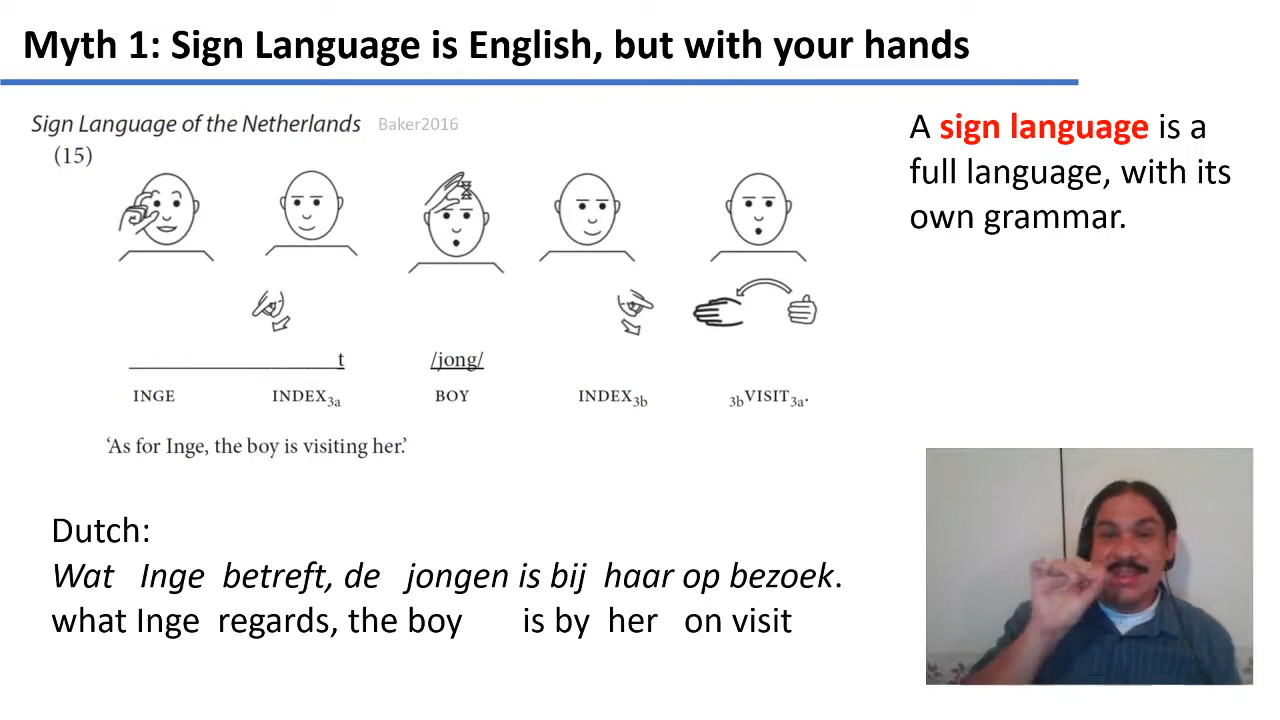 Myth 1: Sign Language is English, but with your hands
Sign Language of the Netherlands Baker2016
(15)
t /jong/
INGE INDEX3a BOY INDEX3b 3bVISIT3a.
‘As for Inge, the boy is visiting her.’
A sign language is a
full language, with its
own grammar.
Dutch:
Wat Inge betreft, de jongen is bij haar op bezoek.
what Inge regards, the boy is by her on visit